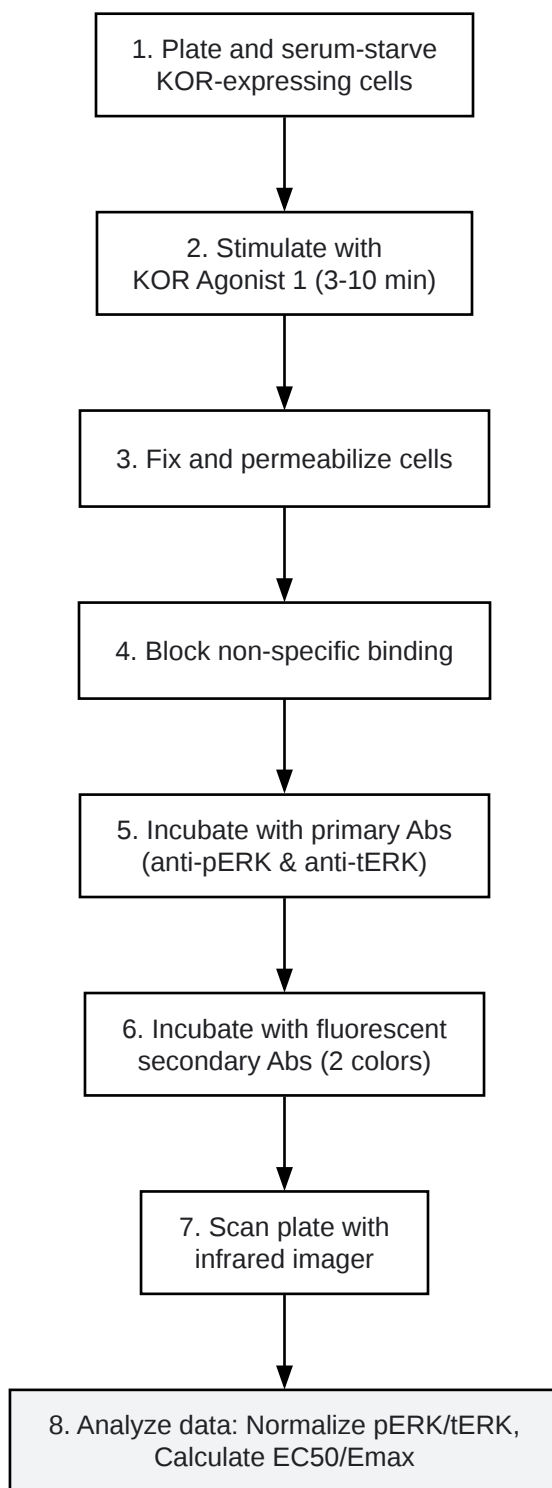 1. Plate and serum-starve
KOR-expressing cells
2. Stimulate with
KOR Agonist 1 (3-10 min)
3. Fix and permeabilize cells
4. Block non-specific binding
5. Incubate with primary Abs
(anti-pERK & anti-tERK)
6. Incubate with fluorescent
secondary Abs (2 colors)
7. Scan plate with
infrared imager
8. Analyze data: Normalize pERK/tERK,
Calculate EC50/Emax